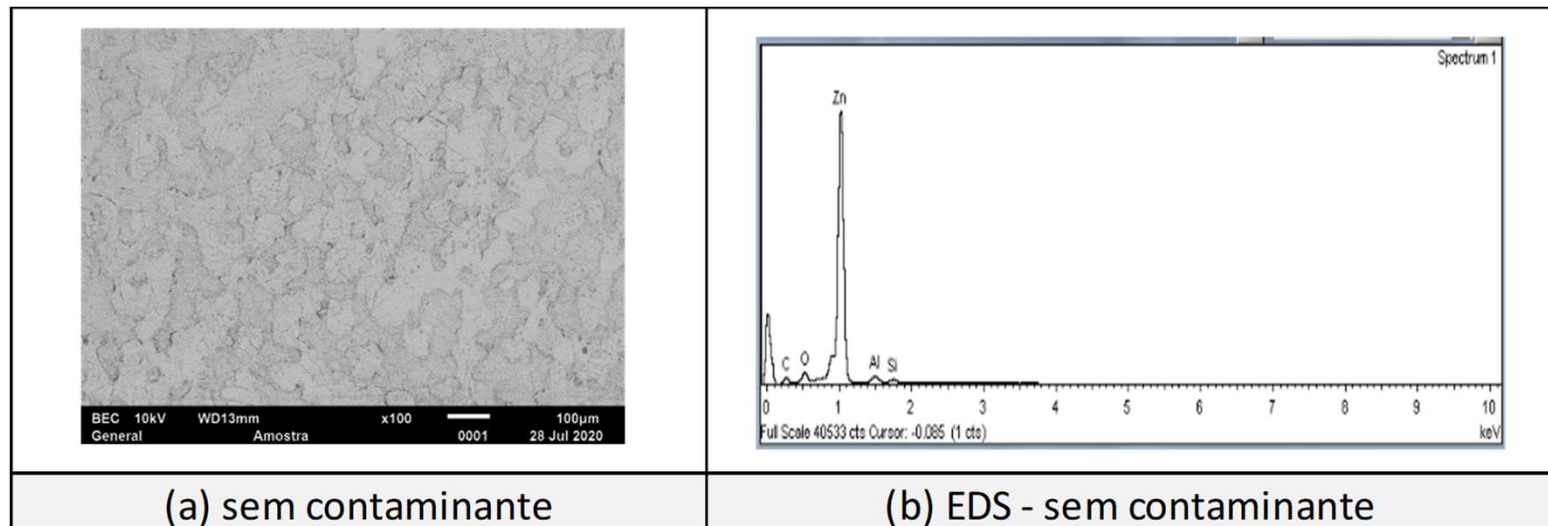 BEC 10kV WD13mm x100 100µm
General Amostra 0001 28 Jul 2020
Spectrum 1
Zn
C O Al Si
0 1 2 3 4 5 6 7 8 9 10
Full Scale 40533 cts Cursor: -0.085 (1 cts) keV
(a) sem contaminante
(b) EDS - sem contaminante